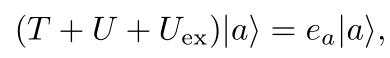 (T + U + U_ex)|a⟩ = e_a|a⟩,